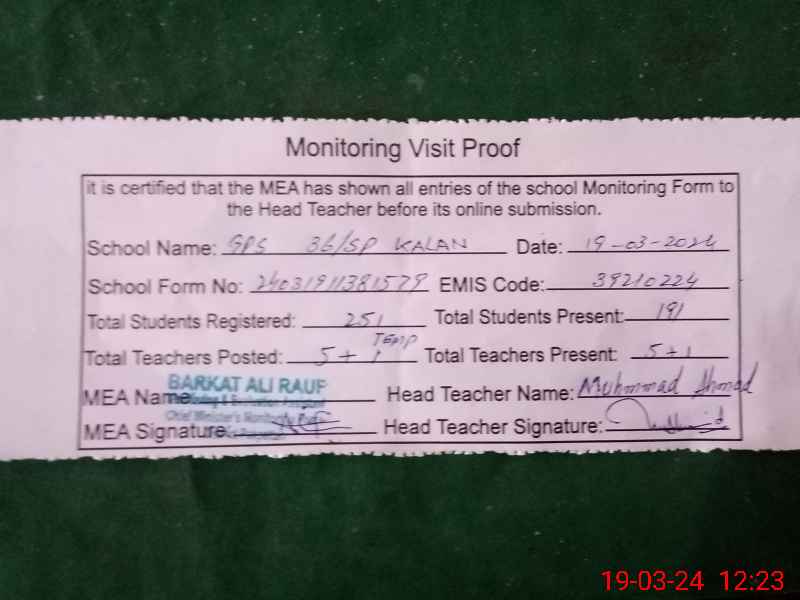 Monitoring Visit Proof
it is certified that the MEA has shown all entries of the school Monitoring Form to
the Head Teacher before its online submission.
School Name: GPS 36/SP KALAN Date: 19-03-2024
School Form No: 24031911381579 EMIS Code: 39210224
Total Students Registered: 251 Total Students Present: 191
TEMP
Total Teachers Posted: 5+1 Total Teachers Present: 5+1
BARKAT ALI RAUF
MEA Name Head Teacher Name: Muhmmad Ahmad
MEA Signature Head Teacher Signature:
19-03-24 12:23